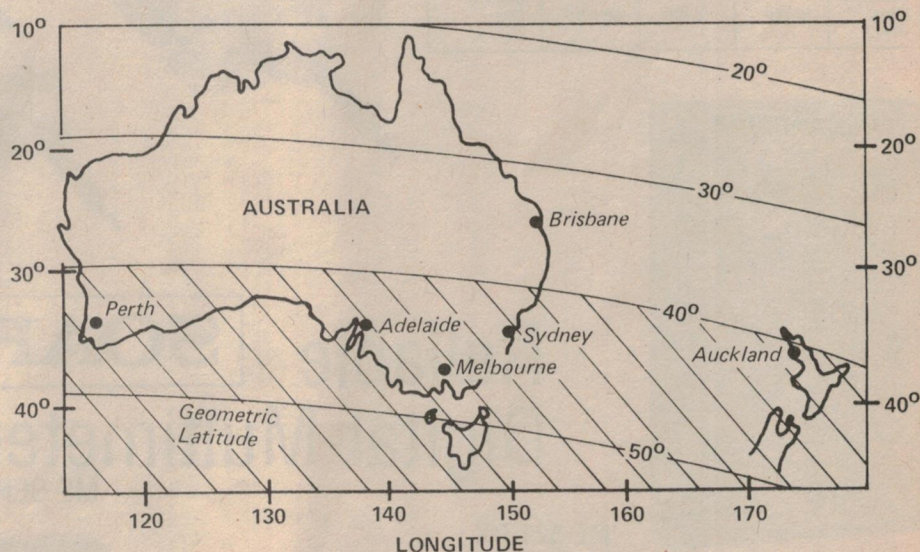 10°
10°
20°
20°
20°
30°
AUSTRALIA
Brisbane
30°
30°
Perth
40°
Adelaide
Sydney
Auckland
Melbourne
40°
40°
Geometric
Latitude
50°
120
130
140
150
160
170
LONGITUDE